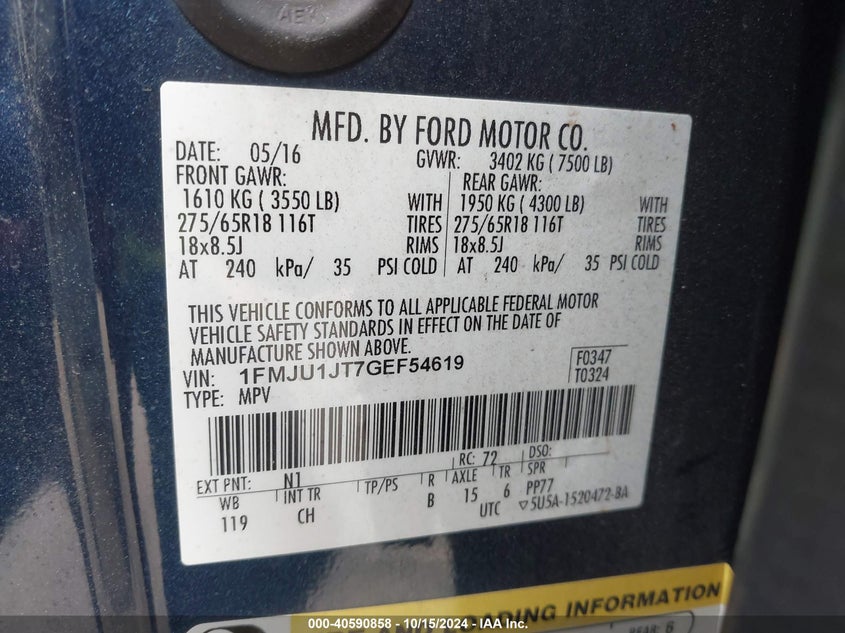 MFD. BY FORD MOTOR CO.
DATE: 05/16 GVWR: 3402 KG ( 7500 LB)
FRONT GAWR: REAR GAWR:
1610 KG ( 3550 LB) WITH 1950 KG ( 4300 LB) WITH
275/65R18 116T TIRES 275/65R18 116T TIRES
18x8.5J RIMS 18x8.5J RIMS
AT 240 kPa/ 35 PSI COLD AT 240 kPa/ 35 PSI COLD
THIS VEHICLE CONFORMS TO ALL APPLICABLE FEDERAL MOTOR
VEHICLE SAFETY STANDARDS IN EFFECT ON THE DATE OF
MANUFACTURE SHOWN ABOVE.
VIN: 1FMJU1JT7GEF54619 F0347
TYPE: MPV T0324
EXT PNT: N1 RC: 72 DSO:
WB INT TR TP/PS R AXLE TR SPR
119 CH B 15 6 PP77
UTC ▽5U5A-1520472-BA
AND LOADING INFORMATION
000-40590858 - 10/15/2024 - IAA Inc.